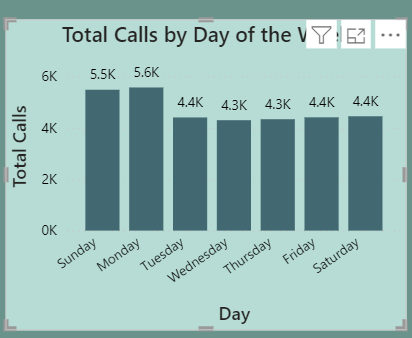 Total Calls by Day of the
Total Calls
6K
4K
2K
0K
5.5K
5.6K
4.4K
4.3K
4.3K
4.4K
4.4K
Sunday
Monday
Tuesday
Wednesday
Thursday
Friday
Saturday
Day